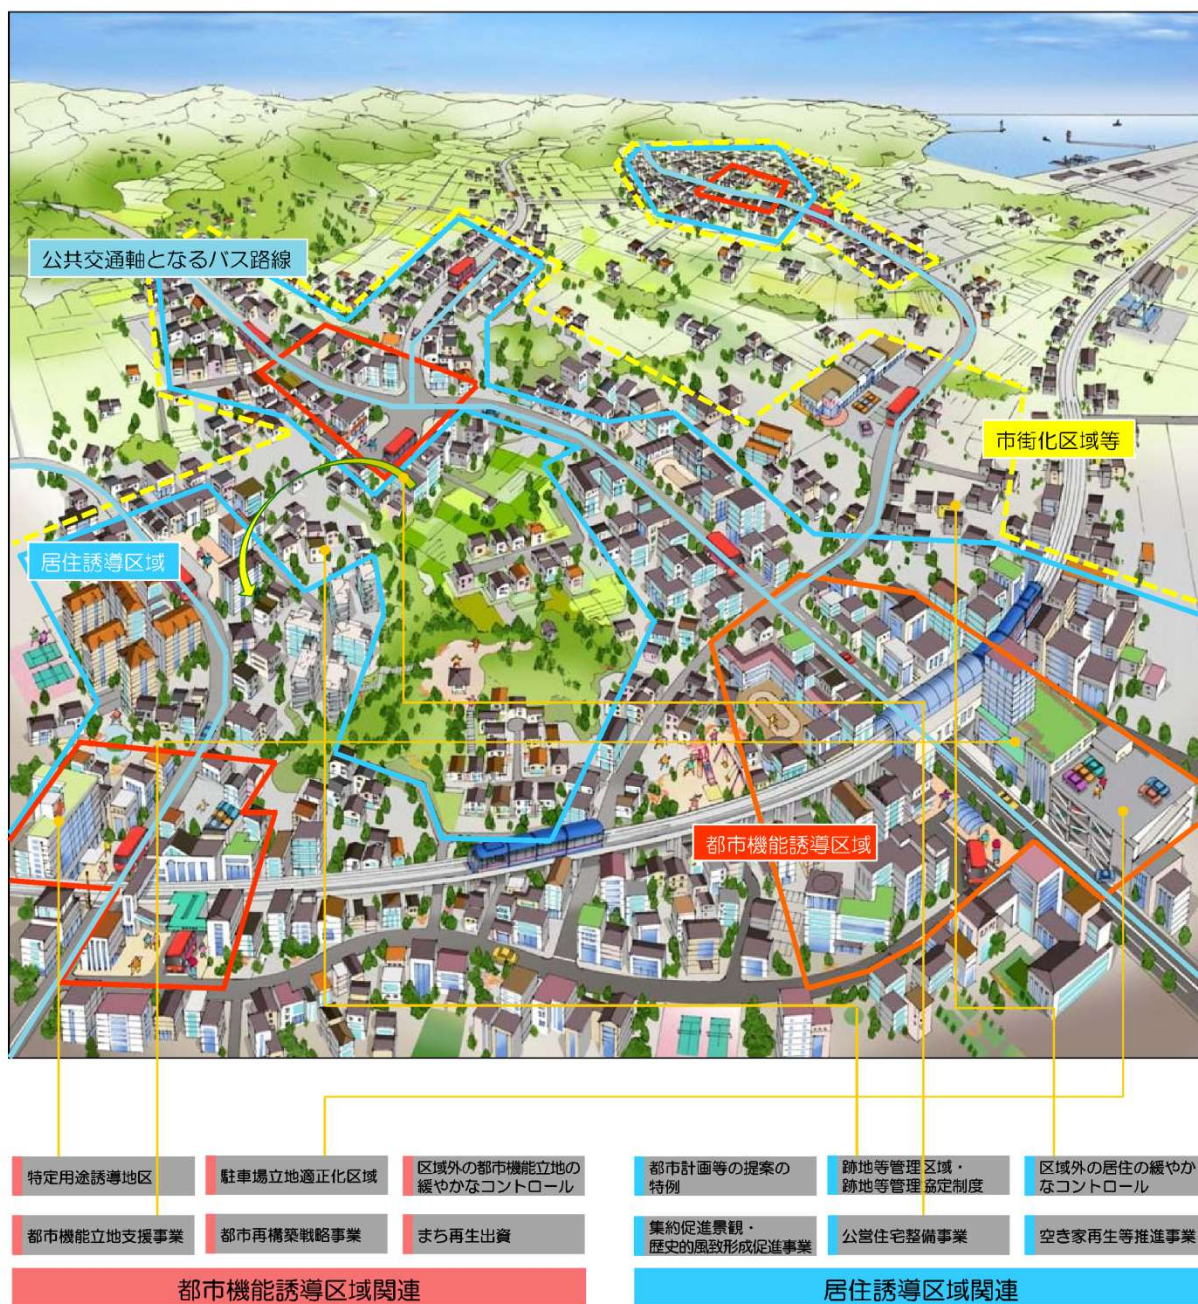 公共交通軸となるバス路線
市街化区域等
居住誘導区域
都市機能誘導区域
特定用途誘導地区
駐車場立地適正化区域
区域外の都市機能立地の
緩やかなコントロール
都市機能立地支援事業
都市再構築戦略事業
まち再生出資
都市機能誘導区域関連
都市計画等の提案の
特例
跡地等管理区域・
跡地等管理協定制度
区域外の居住の緩やか
なコントロール
集約促進景観・
歴史的風致形成促進事業
公営住宅整備事業
空き家再生等推進事業
居住誘導区域関連